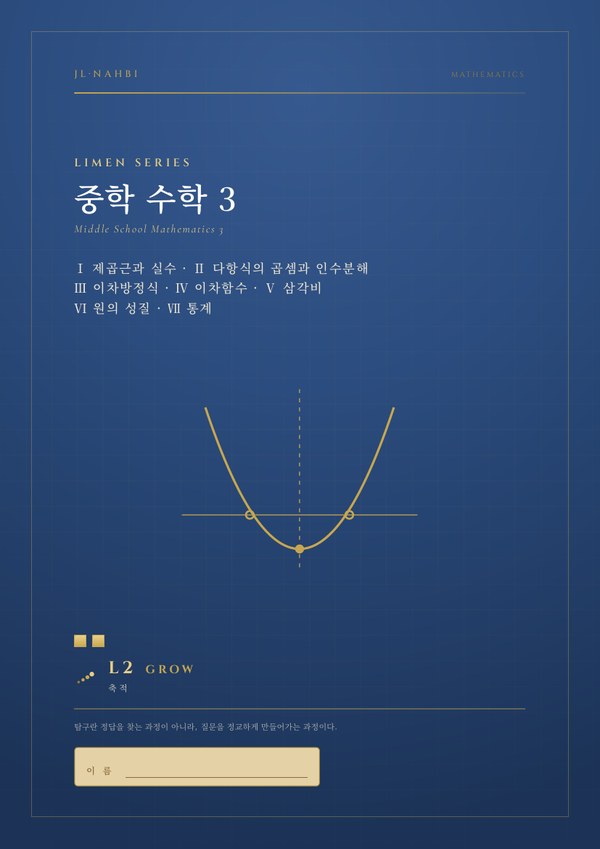 JL·NAHBI
MATHEMATICS
LIMEN SERIES
중학 수학 3
Middle School Mathematics 3
Ⅰ 제곱근과 실수 · Ⅱ 다항식의 곱셈과 인수분해
Ⅲ 이차방정식 · Ⅳ 이차함수 · Ⅴ 삼각비
Ⅵ 원의 성질 · Ⅶ 통계
L2 GROW
축적
탐구란 정답을 찾는 과정이 아니라, 질문을 정교하게 만들어가는 과정이다.
이 름